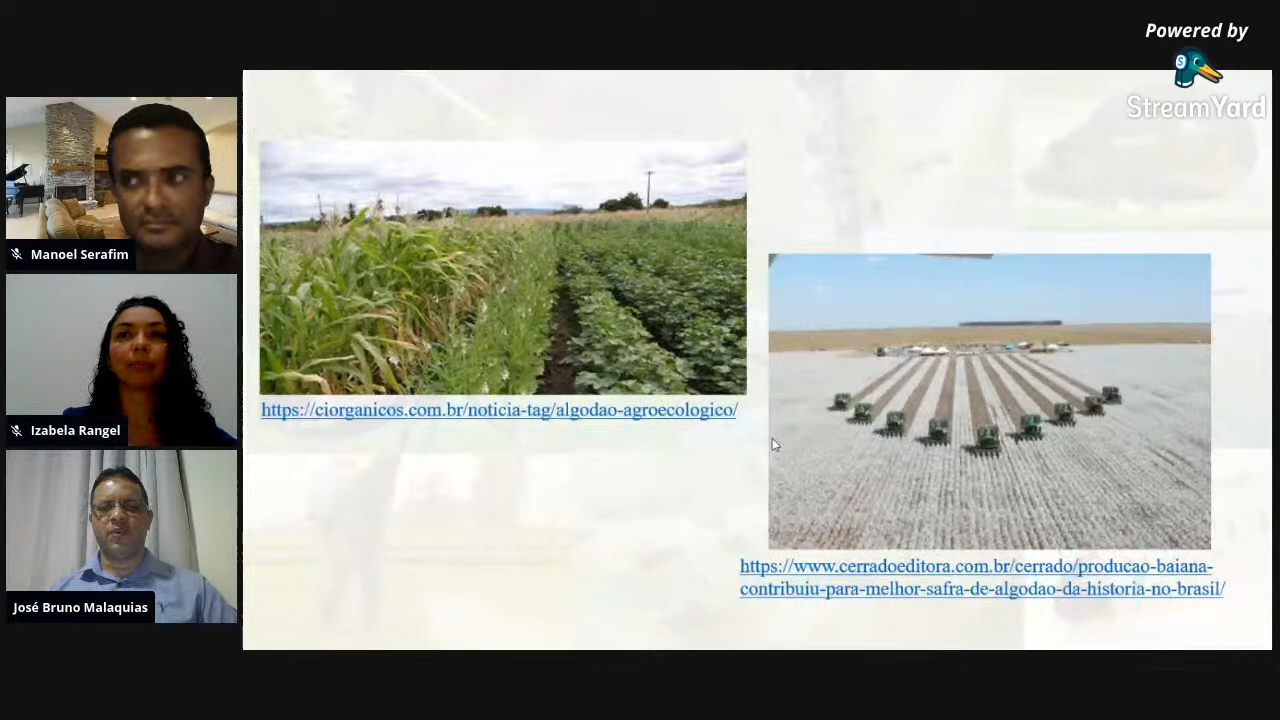 Powered by
StreamYard
Manoel Serafim
Izabela Rangel
José Bruno Malaquias
https://ciorganicos.com.br/noticia-tag/algodao-agroecologico/
https://www.cerradoeditora.com.br/cerrado/producao-baiana-
contribuiu-para-melhor-safra-de-algodao-da-historia-no-brasil/